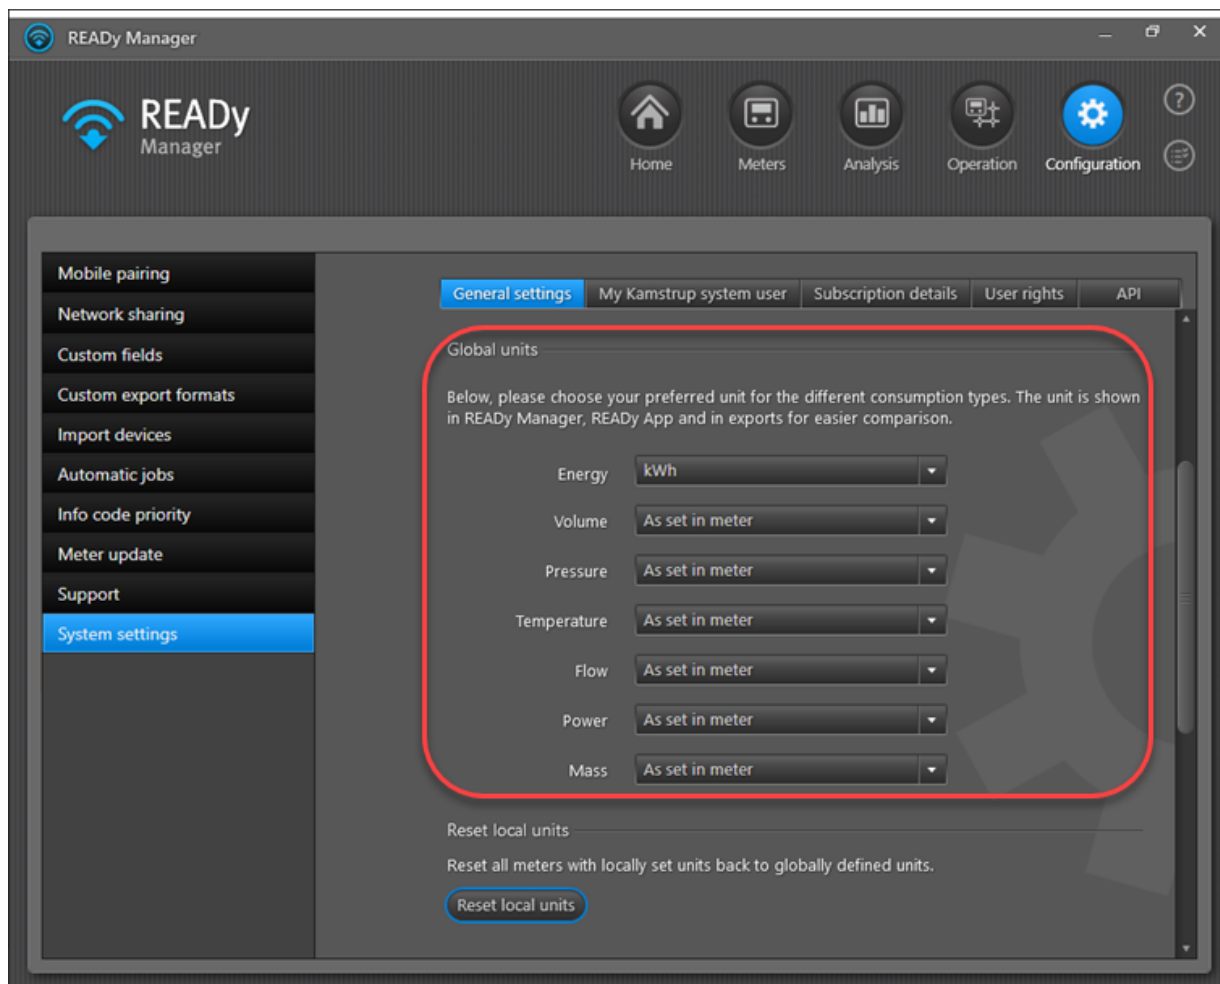 READy Manager
READy
Manager
Home
Meters
Analysis
Operation
Configuration
?
Mobile pairing
Network sharing
Custom fields
Custom export formats
Import devices
Automatic jobs
Info code priority
Meter update
Support
System settings
General settings
My Kamstrup system user
Subscription details
User rights
API
Global units
Below, please choose your preferred unit for the different consumption types. The unit is shown
in READy Manager, READy App and in exports for easier comparison.
Energy kWh
Volume As set in meter
Pressure As set in meter
Temperature As set in meter
Flow As set in meter
Power As set in meter
Mass As set in meter
Reset local units
Reset all meters with locally set units back to globally defined units.
Reset local units